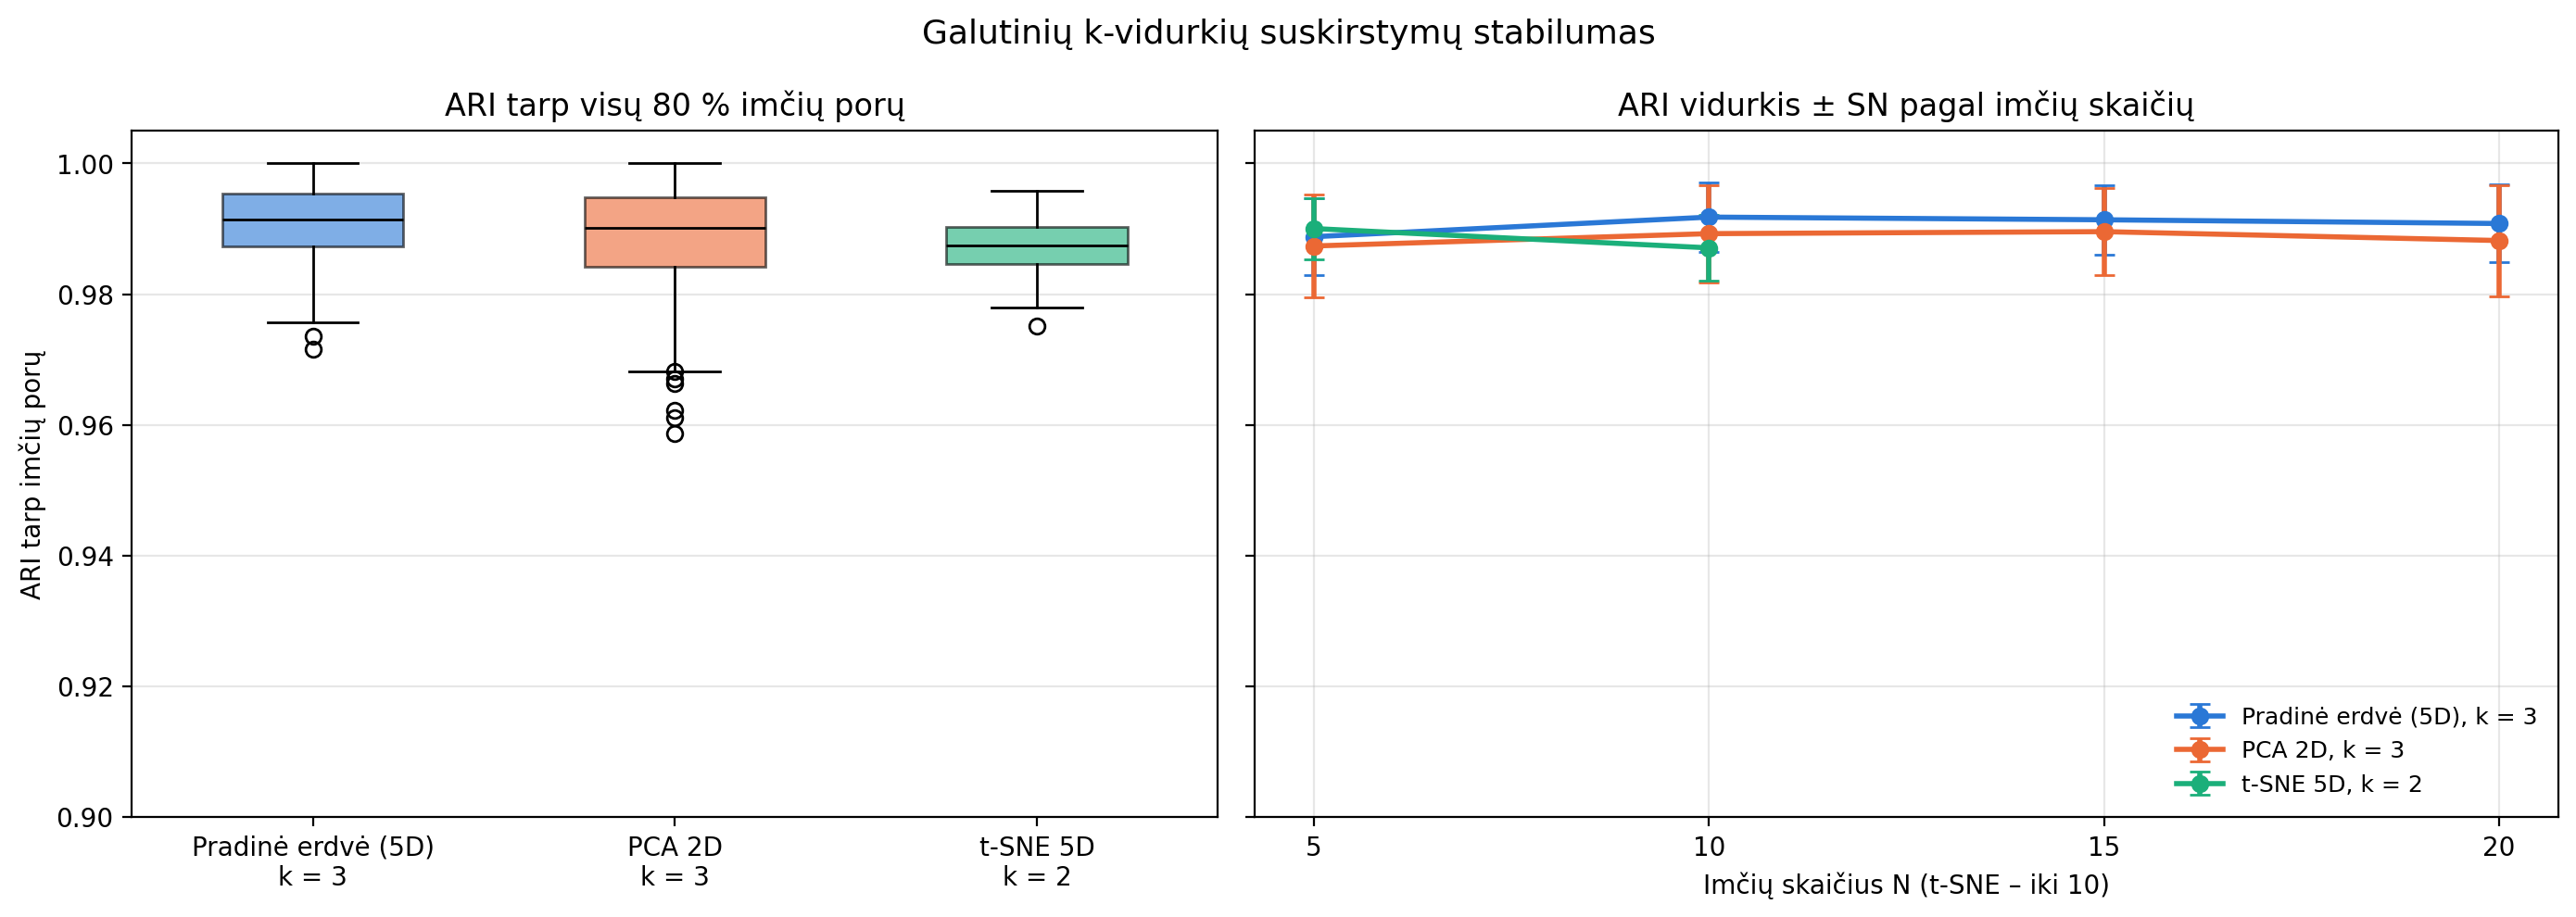 Galutinių k-vidurkių suskirstymų stabilumas
ARI tarp visų 80 % imčių porų
ARI tarp imčių porų
1.00
0.98
0.96
0.94
0.92
0.90
Pradinė erdvė (5D)
k = 3
PCA 2D
k = 3
t-SNE 5D
k = 2
ARI vidurkis ± SN pagal imčių skaičių
Pradinė erdvė (5D), k = 3
PCA 2D, k = 3
t-SNE 5D, k = 2
5
10
15
20
Imčių skaičius N (t-SNE – iki 10)